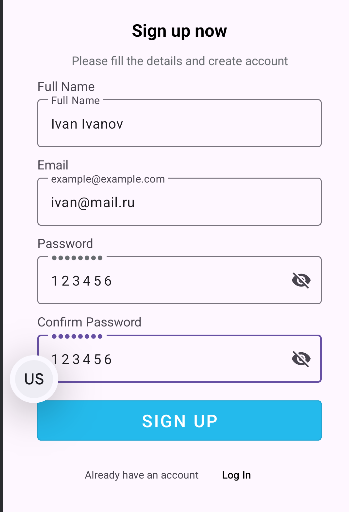 Sign up now
Please fill the details and create account
Full Name
Full Name
Ivan Ivanov
Email
example@example.com
ivan@mail.ru
Password
••••••••
123456
Confirm Password
••••••••
123456
US
SIGN UP
Already have an account Log In